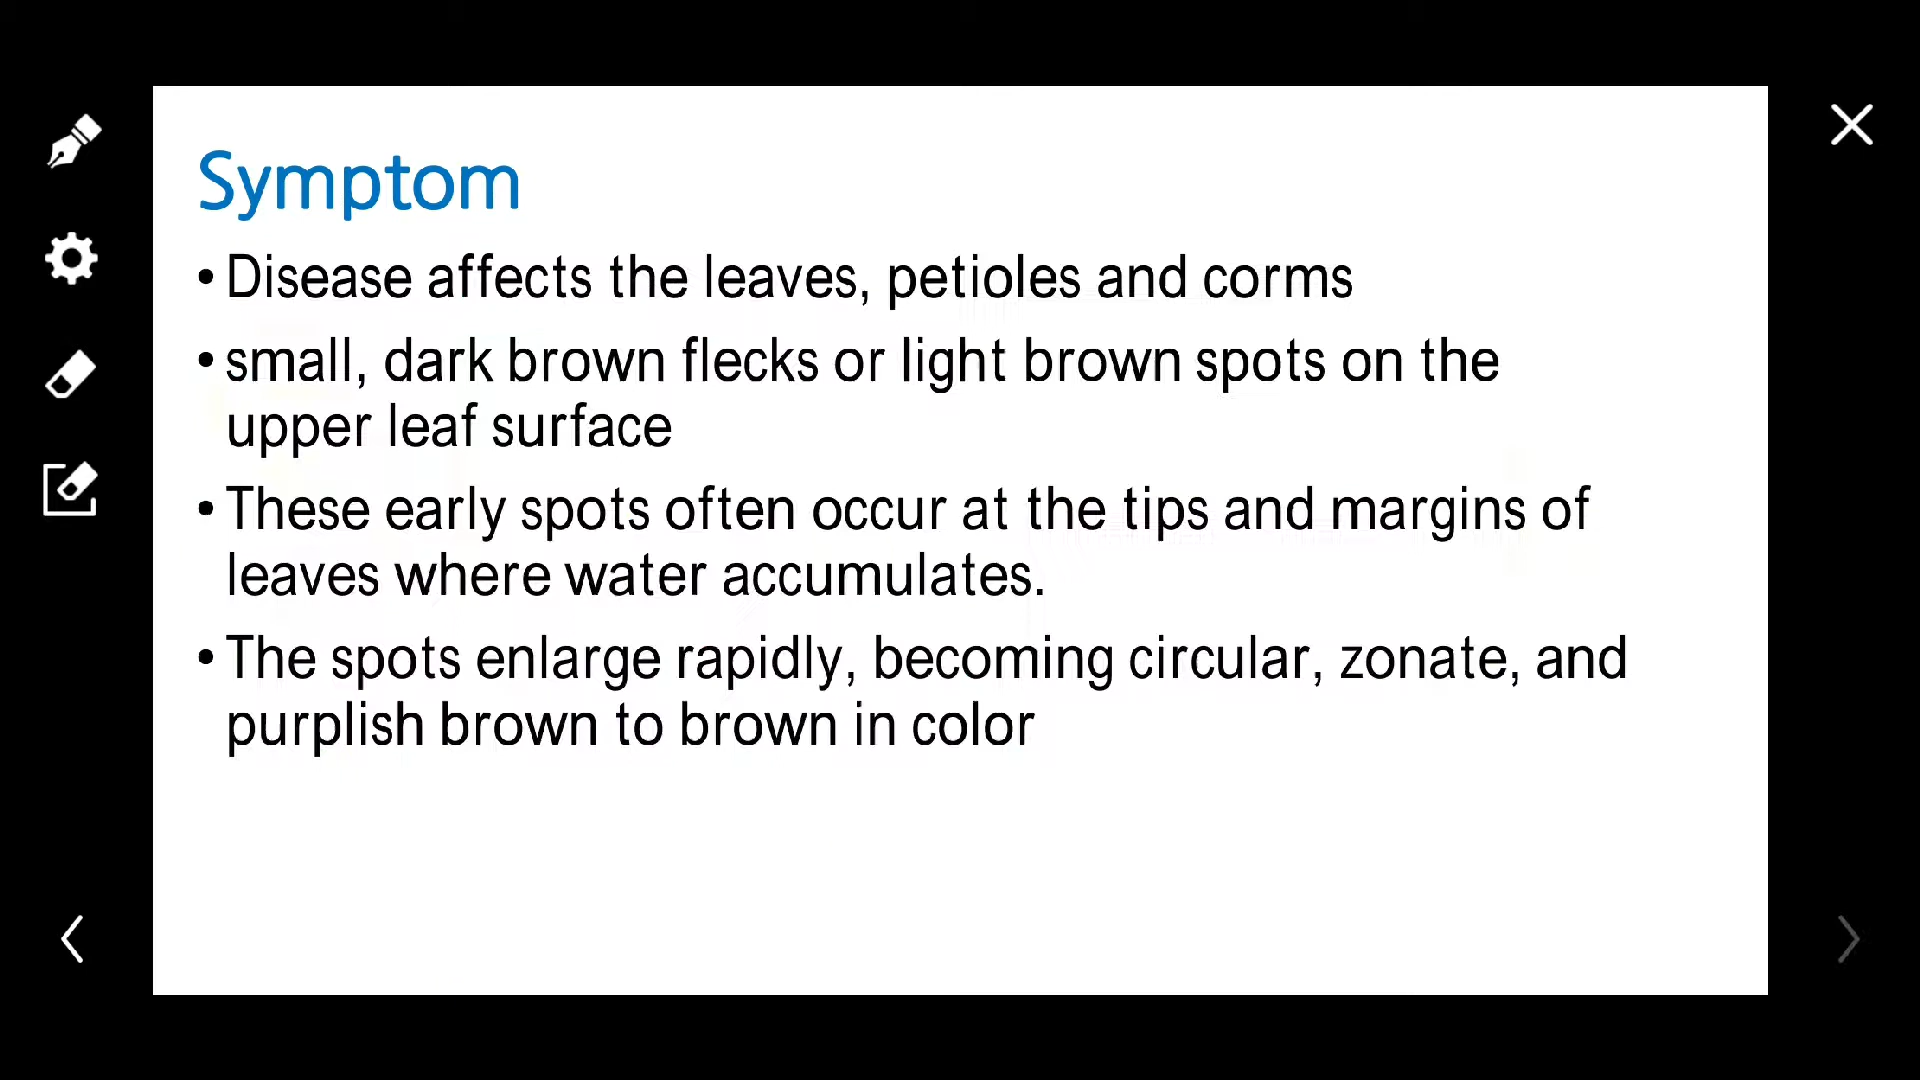 Symptom
• Disease affects the leaves, petioles and corms
• small, dark brown flecks or light brown spots on the
upper leaf surface
• These early spots often occur at the tips and margins of
leaves where water accumulates.
• The spots enlarge rapidly, becoming circular, zonate, and
purplish brown to brown in color